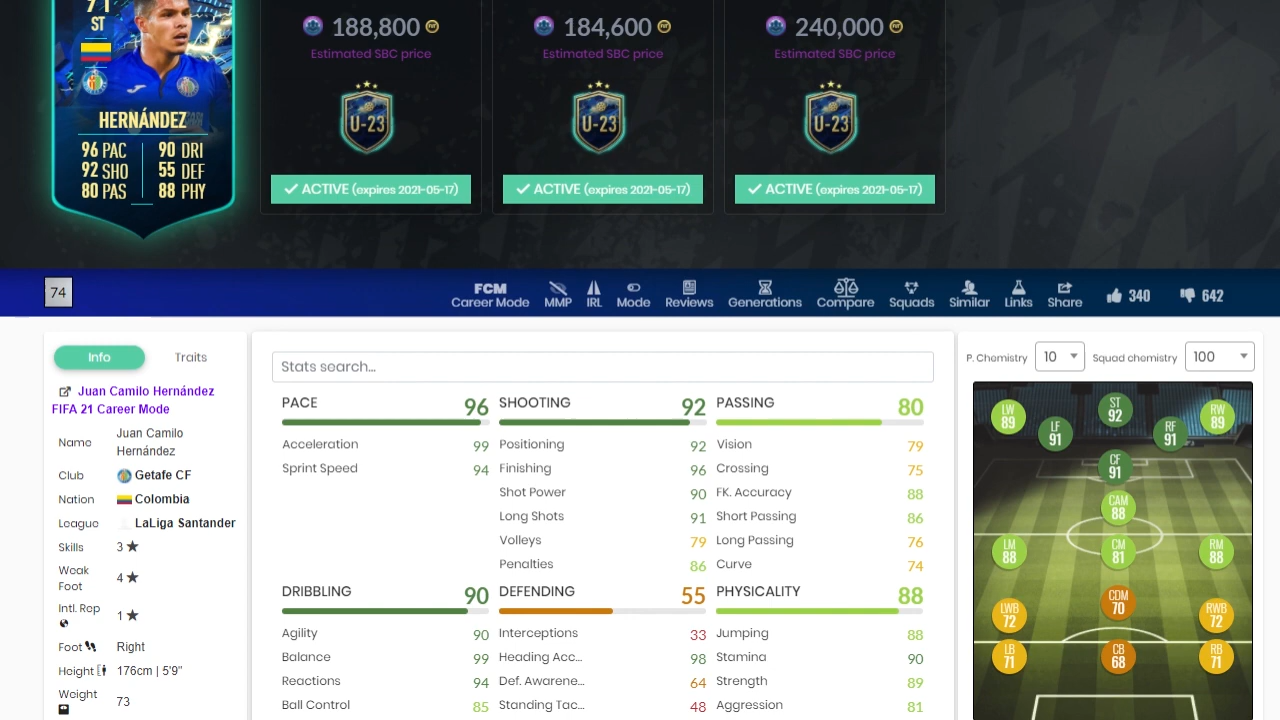 91
ST
HERNÁNDEZ
96 PAC 90 DRI
92 SHO 55 DEF
80 PAS 88 PHY
188,800
Estimated SBC price
U-23
ACTIVE (expires 2021-05-17)
184,600
Estimated SBC price
U-23
ACTIVE (expires 2021-05-17)
240,000
Estimated SBC price
U-23
ACTIVE (expires 2021-05-17)
74
FCM
Career Mode
MMP
IRL
Mode
Reviews
Generations
Compare
Squads
Similar
Links
Share
340
642
Info
Traits
Juan Camilo Hernández
FIFA 21 Career Mode
Name Juan Camilo
Hernández
Club Getafe CF
Nation Colombia
League LaLiga Santander
Skills 3
Weak
Foot 4
Intl. Rep 1
Foot Right
Height 176cm | 5'9"
Weight 73
Stats search...
PACE 96
Acceleration 99
Sprint Speed 94
SHOOTING 92
Positioning 92
Finishing 96
Shot Power 90
Long Shots 91
Volleys 79
Penalties 86
PASSING 80
Vision 79
Crossing 75
FK. Accuracy 88
Short Passing 86
Long Passing 76
Curve 74
DRIBBLING 90
Agility 90
Balance 99
Reactions 94
Ball Control 85
DEFENDING 55
Interceptions 33
Heading Acc... 98
Def. Awarene... 64
Standing Tac... 48
PHYSICALITY 88
Jumping 88
Stamina 90
Strength 89
Aggression 81
P. Chemistry 10
Squad chemistry 100
LW
89
LF
91
ST
92
RF
91
RW
89
CF
91
CAM
88
LM
88
CM
81
RM
88
LWB
72
CDM
70
RWB
72
LB
71
CB
68
RB
71